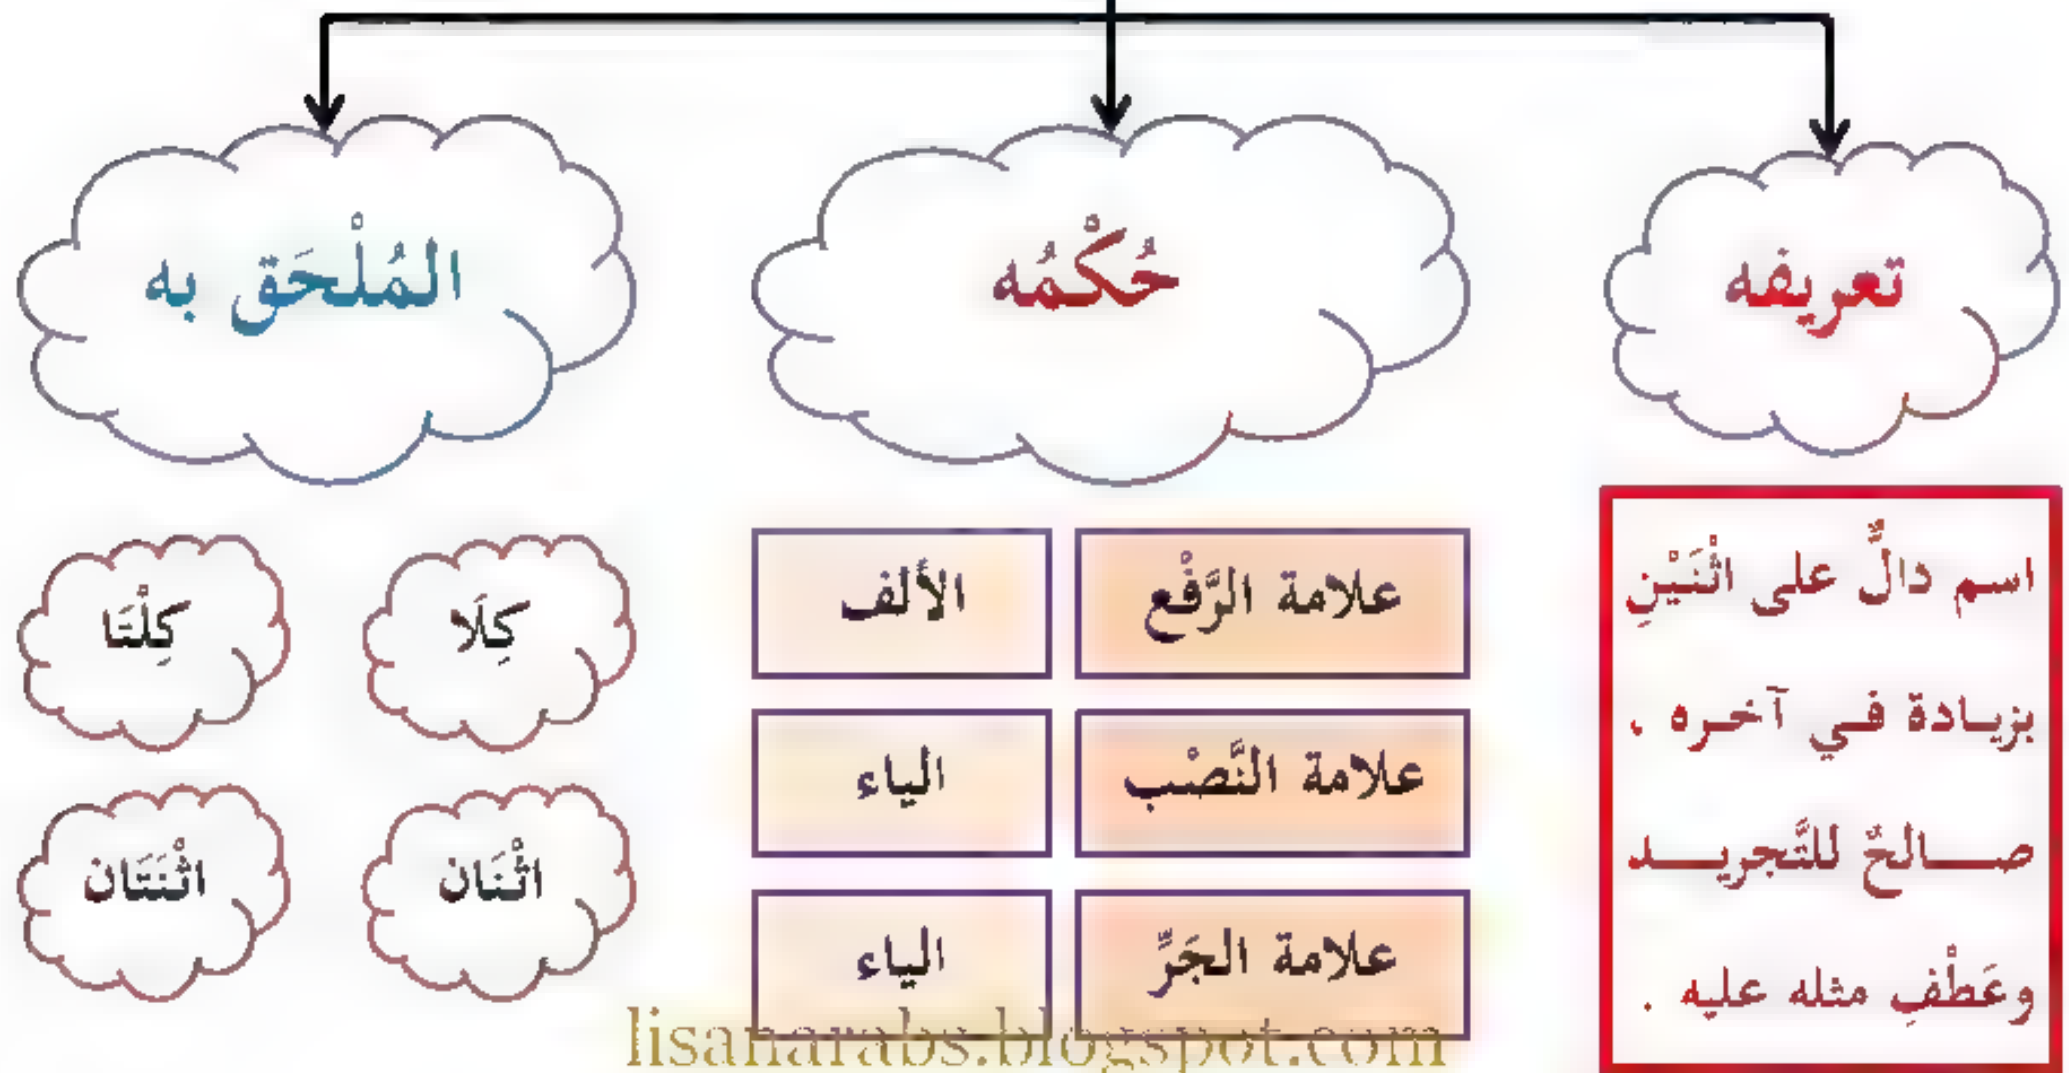 تعريفه
اسم دالٌّ على اثْنَيْنِ
بزيادة في آخره .
صالحٌ للتَّجريد
وعَطْفِ مثله عليه .
حُكْمُه
علامة الرَّفْع الألف
علامة النَّصْب الياء
علامة الجَرِّ الياء
المُلْحَق به
كِلَا كِلْتَا
اثْنَان اثْنَتَان
lisanarabs.blogspot.com